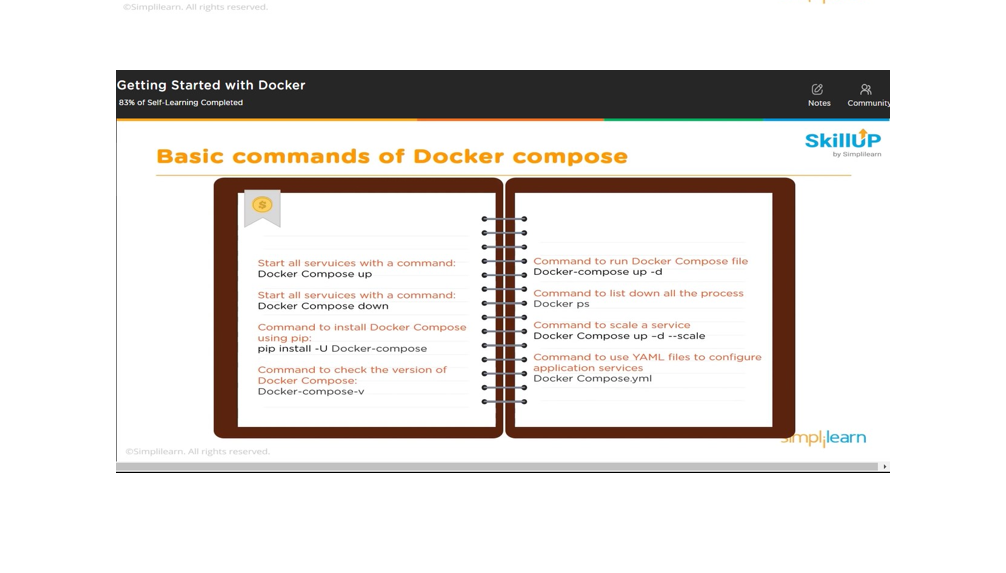 ©Simplilearn. All rights reserved.
Getting Started with Docker
83% of Self-Learning Completed
Notes
Community
SkillUP
by Simplilearn
Basic commands of Docker compose
Start all servuices with a command:
Docker Compose up
Start all servuices with a command:
Docker Compose down
Command to install Docker Compose
using pip:
pip install -U Docker-compose
Command to check the version of
Docker Compose:
Docker-compose-v
Command to run Docker Compose file
Docker-compose up -d
Command to list down all the process
Docker ps
Command to scale a service
Docker Compose up –d --scale
Command to use YAML files to configure
application services
Docker Compose.yml
simplilearn
©Simplilearn. All rights reserved.